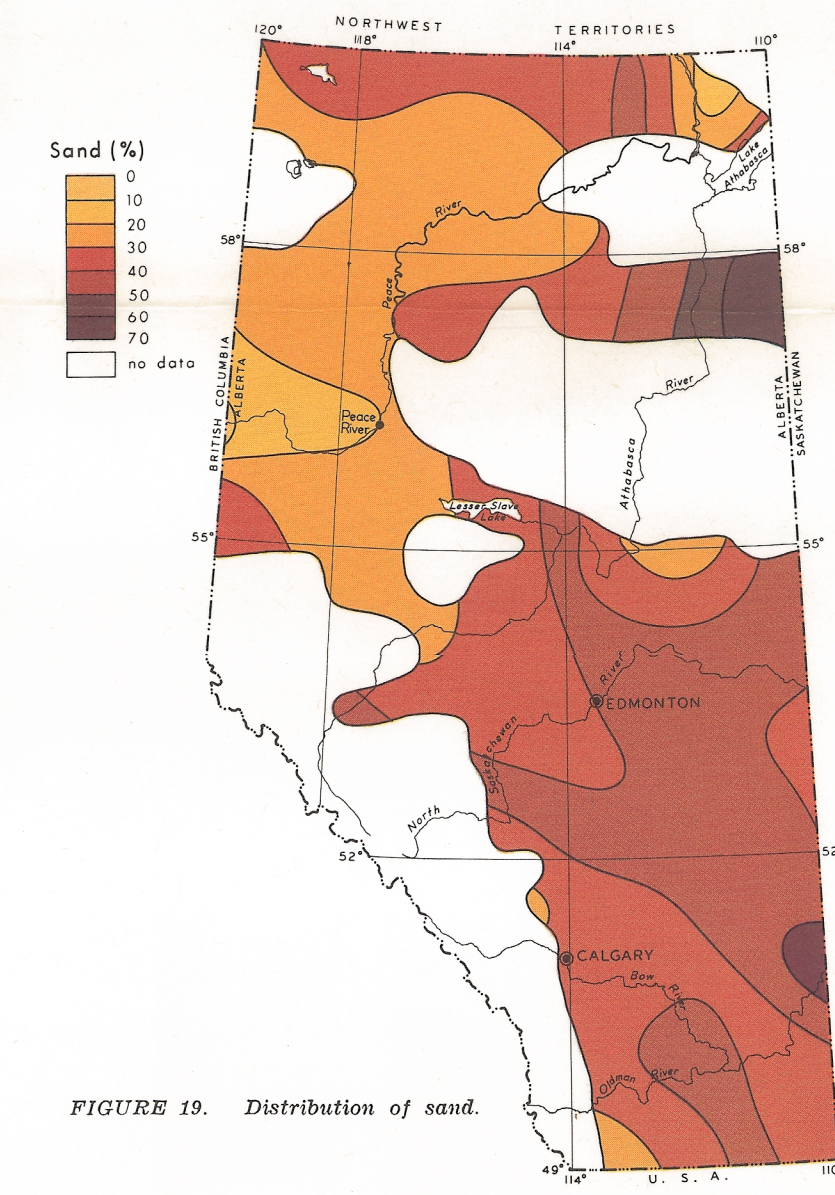 NORTHWEST TERRITORIES
120° 118° 114° 110°
Sand (%)
0
10
20
30
40
50
60
70
no data
Lake
Athabasca
River
58° 58°
Peace
BRITISH COLUMBIA
ALBERTA
Peace
River
River
ALBERTA
SASKATCHEWAN
Athabasca
Lesser Slave
Lake
55° 55°
River
EDMONTON
Saskatchewan
North
52° 52
CALGARY
Bow
River
Oldman River
FIGURE 19. Distribution of sand.
49°
114° U. S. A. 110